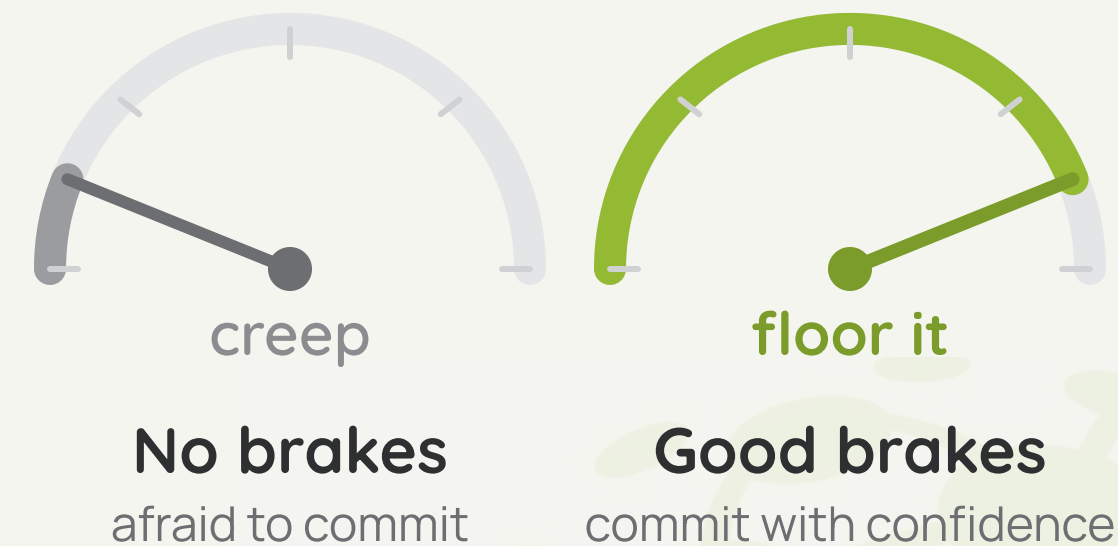 creep
No brakes
afraid to commit
floor it
Good brakes
commit with confidence